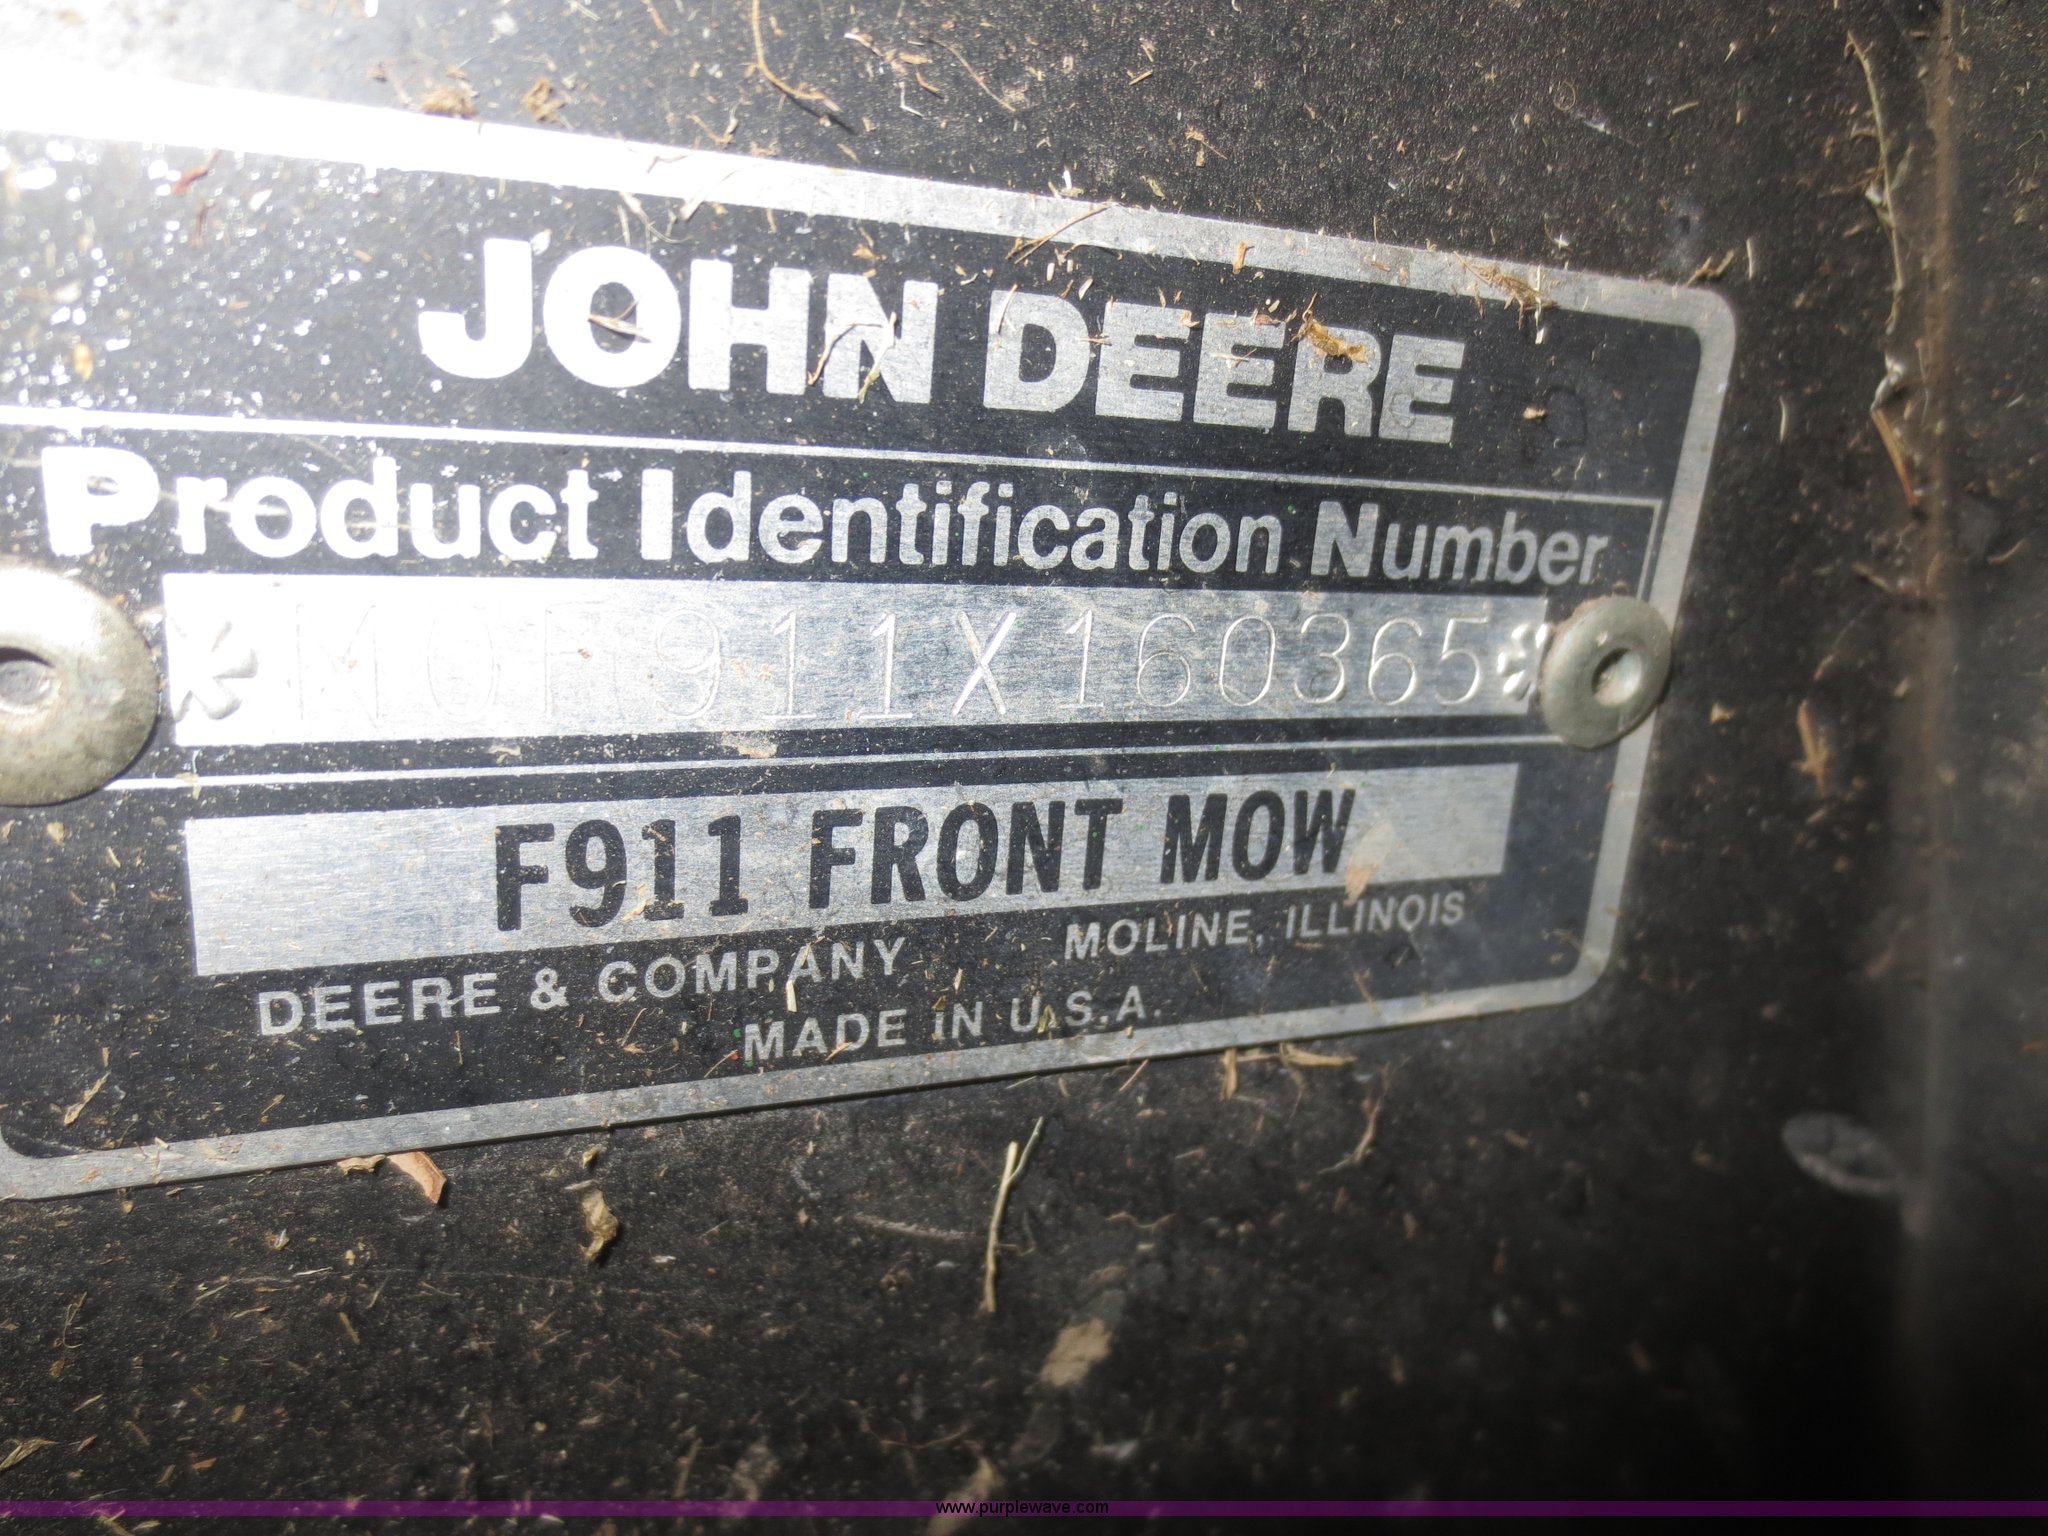 JOHN DEERE
Product Identification Number
*M0F911X160365*
F911 FRONT MOW
DEERE & COMPANY MOLINE, ILLINOIS
MADE IN U.S.A.
www.purplewave.com